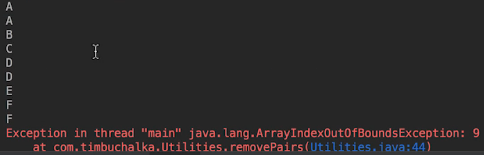 A
A
B
C
D
D
E
F
F
Exception in thread "main" java.lang.ArrayIndexOutOfBoundsException: 9
at com.timbuchalka.Utilities.removePairs(Utilities.java:44)